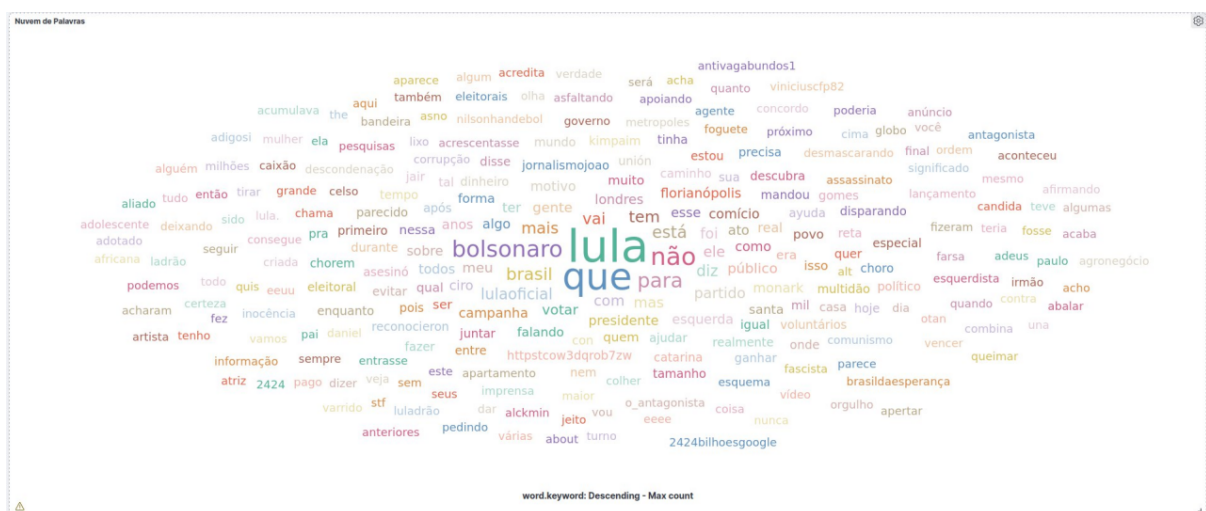 Nuvem de Palavras
antivagabundos1
aparece algum acredita verdade será acha quanto viniciuscfp82
acumulava the aqui também eleitorais olha asfaltando apoiando agente concordo poderia anúncio
bandeira asno nilsonhandebol governo metropoles foguete próximo cima globo você antagonista
adigosi mulher ela pesquisas lixo acrescentasse mundo kimpaim tinha estou precisa desmascarando final ordem aconteceu
alguém milhões caixão descondenação corrupção disse jornalismojoao unión caminho sua descubra assassinato significado mesmo
aliado tudo então tirar grande celso jair tal dinheiro tempo forma motivo muito londres florianópolis mandou gomes lançamento candida teve algumas afirmando
adolescente deixando sido lula. chama parecido após ter gente vai tem esse comício ayuda disparando
adotado seguir consegue pra primeiro nessa anos algo mais está foi ato real povo reta fizeram teria fosse acaba
africana ladrão criada chorem durante sobre bolsonaro lula não ele como era quer especial farsa adeus paulo agronegócio
podemos todo quis eeuu eleitoral evitar asesinó todos meu brasil que para diz público isso alt choro esquerdista irmão acho
acharam certeza inocência enquanto qual ciro lulaoficial com mas partido monark multidão político quando contra abalar
artista tenho fez vamos pai daniel reconocieron pois ser campanha votar presidente esquerda santa mil casa hoje dia otan combina una
fazer juntar falando con quem ajudar igual voluntários realmente onde comunismo vencer
informação sempre entrasse entre httpstcow3dqrob7zw catarina ganhar parece queimar
atriz 2424 pago dizer veja sem este apartamento nem colher tamanho esquema fascista brasildaesperança
varrido stf luladrão seus imprensa maior o_antagonista coisa vídeo orgulho apertar
anteriores pedindo dar alckmin jeito vou eeee nunca
várias about turno 2424bilhoesgoogle
word.keyword: Descending - Max count